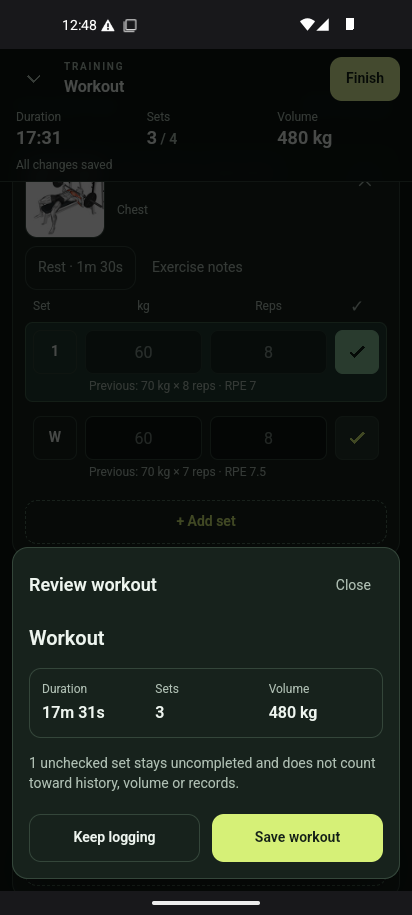 12:48
TRAINING
Workout
Finish
Duration
Sets
Volume
17:31
3 / 4
480 kg
All changes saved
Chest
Rest · 1m 30s
Exercise notes
Set
kg
Reps
✓
1
60
8
Previous: 70 kg × 8 reps · RPE 7
W
60
8
Previous: 70 kg × 7 reps · RPE 7.5
+ Add set
Review workout
Close
Workout
Duration
Sets
Volume
17m 31s
3
480 kg
1 unchecked set stays uncompleted and does not count
toward history, volume or records.
Keep logging
Save workout